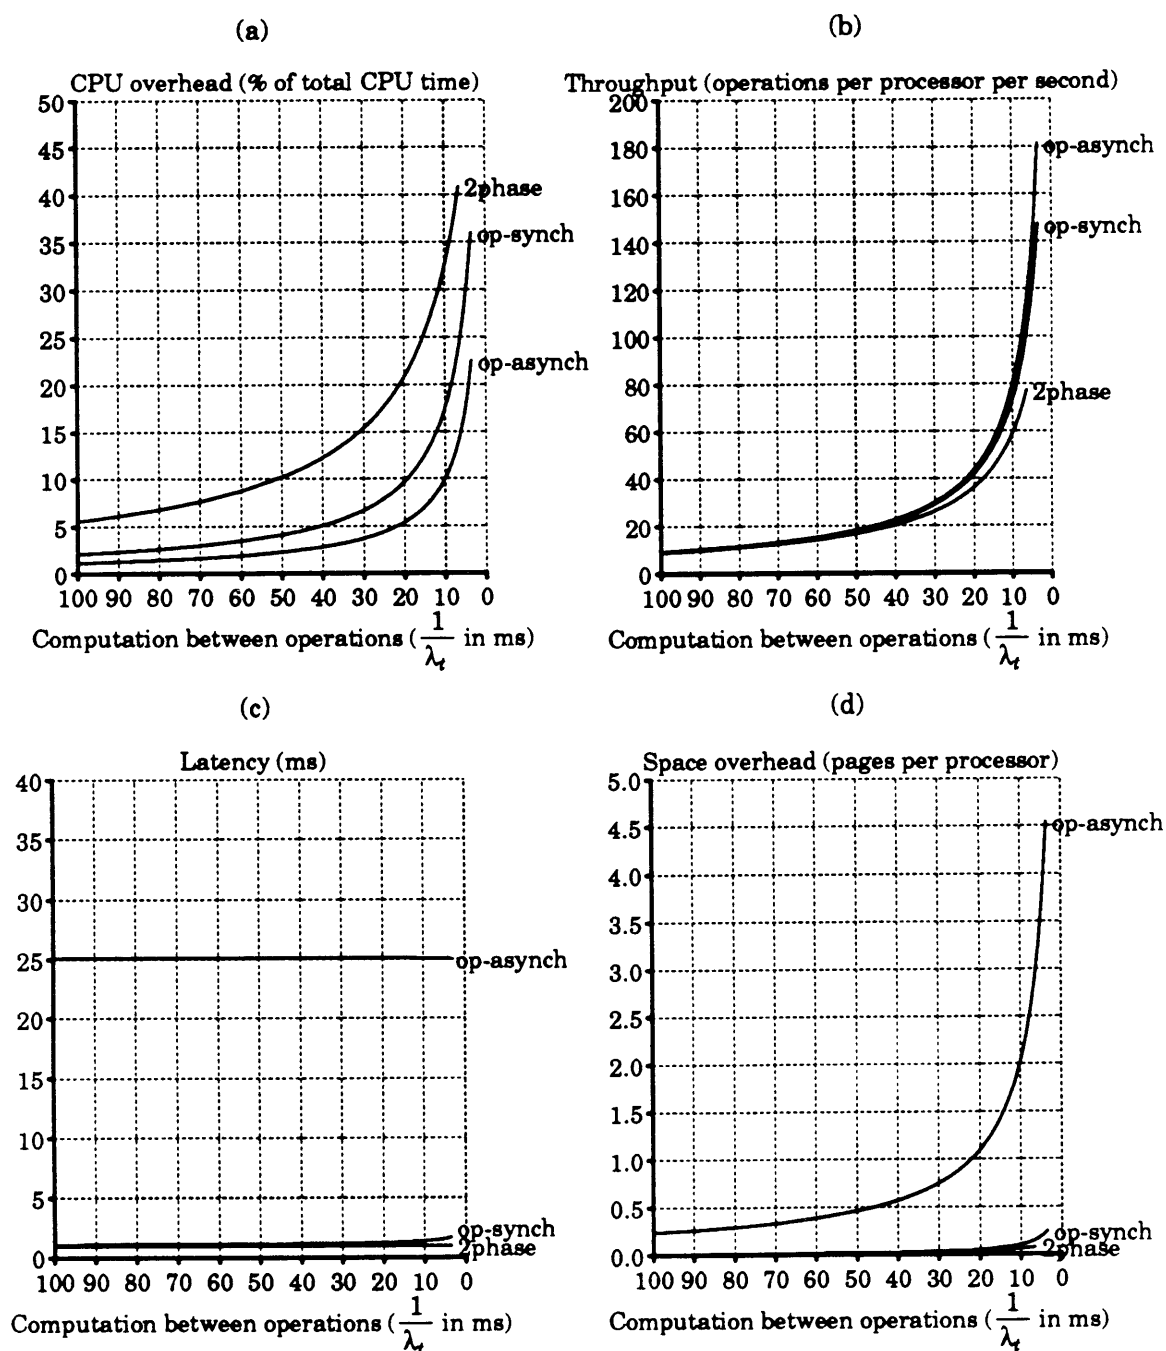 (a)
CPU overhead (% of total CPU time)
50
45
40
35
30
25
20
15
10
5
0
2phase
op-synch
op-asynch
100 90 80 70 60 50 40 30 20 10 0
Computation between operations (1/λt in ms)
(b)
Throughput (operations per processor per second)
200
180
160
140
120
100
80
60
40
20
0
op-asynch
op-synch
2phase
100 90 80 70 60 50 40 30 20 10 0
Computation between operations (1/λt in ms)
(c)
Latency (ms)
40
35
30
25
20
15
10
5
0
op-asynch
op-synch
2phase
100 90 80 70 60 50 40 30 20 10 0
Computation between operations (1/λt in ms)
(d)
Space overhead (pages per processor)
5.0
4.5
4.0
3.5
3.0
2.5
2.0
1.5
1.0
0.5
0.0
op-asynch
op-synch
2phase
100 90 80 70 60 50 40 30 20 10 0
Computation between operations (1/λt in ms)